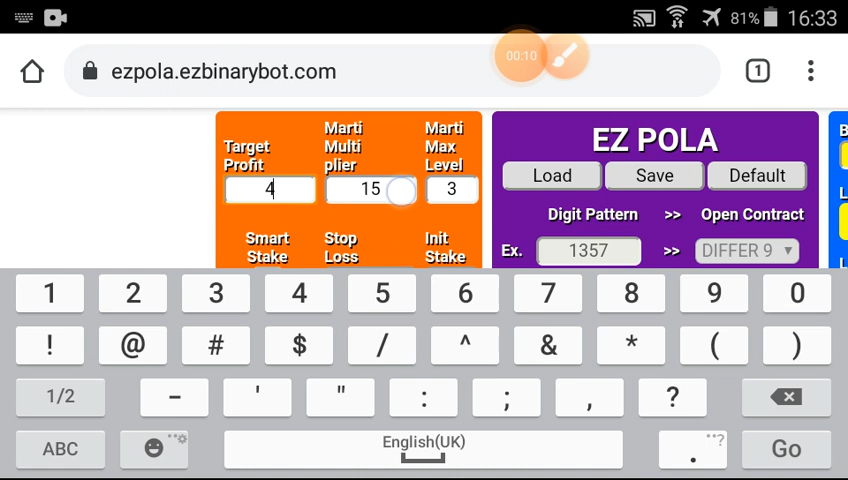 81% 16:33
00:10
ezpola.ezbinarybot.com
1
Target Profit
Marti Multi plier
Marti Max Level
4
15
3
Smart Stake
Stop Loss
Init Stake
EZ POLA
Load Save Default
Digit Pattern >> Open Contract
Ex. 1357 >> DIFFER 9
B
L
L
1 2 3 4 5 6 7 8 9 0
! @ # $ / ^ & * ( )
1/2 - ' " : ; , ?
ABC English(UK) . ..? Go